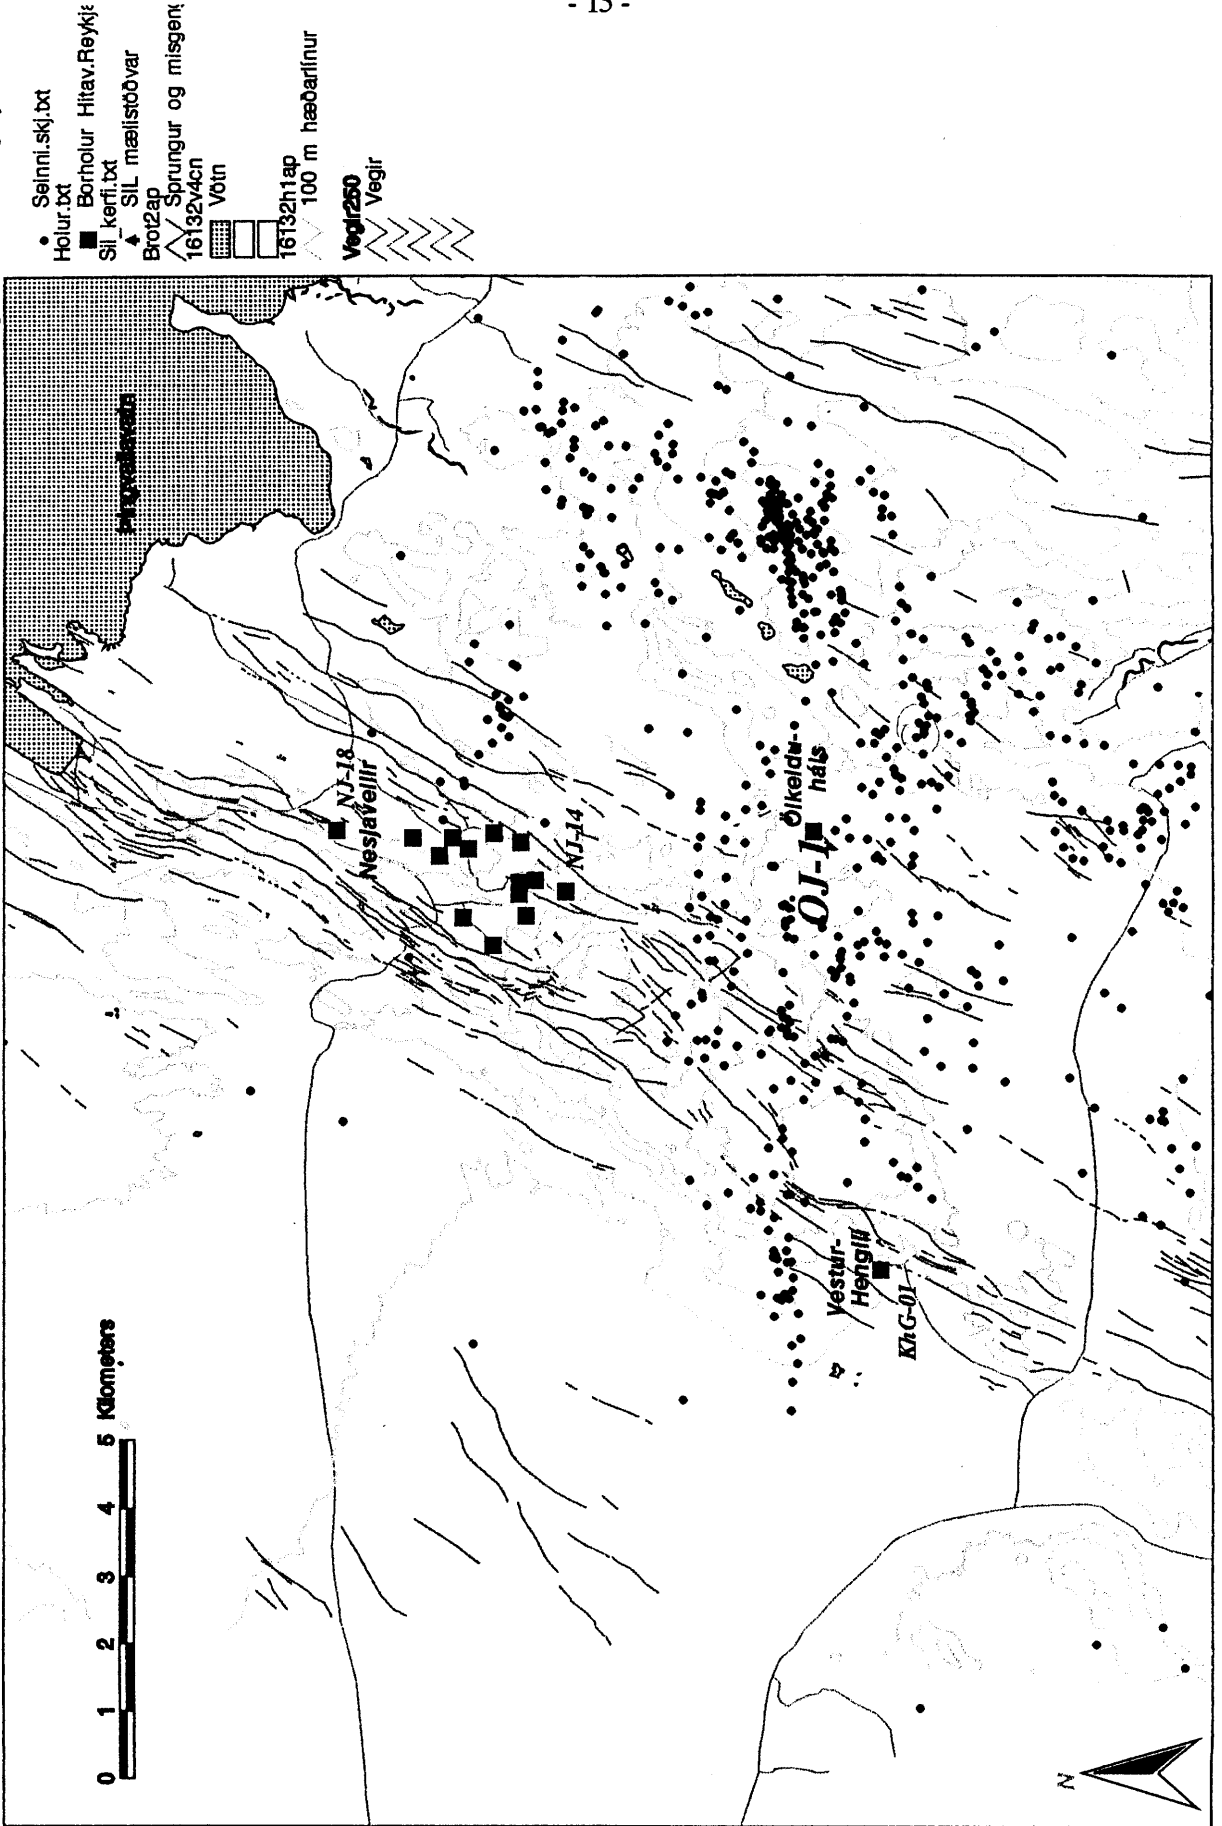 - 15 -
Seinni.skj.txt
Holur.txt
Borholur Hitav.Reykja
Sil_kerfi.txt
SIL mælistöðvar
Brot2ap
Sprungur og misgeng
16132v4cn
Vötn
16132h1ap
100 m hæðarlínur
Vegir250
Vegir
Þingvallavatn
NJ-18
Nesjavellir
NJ-14
Ölkeldu-
háls
ÖJ-1
Vestur-
Hengill
KhG-01
0 1 2 3 4 5 Kilometers
N